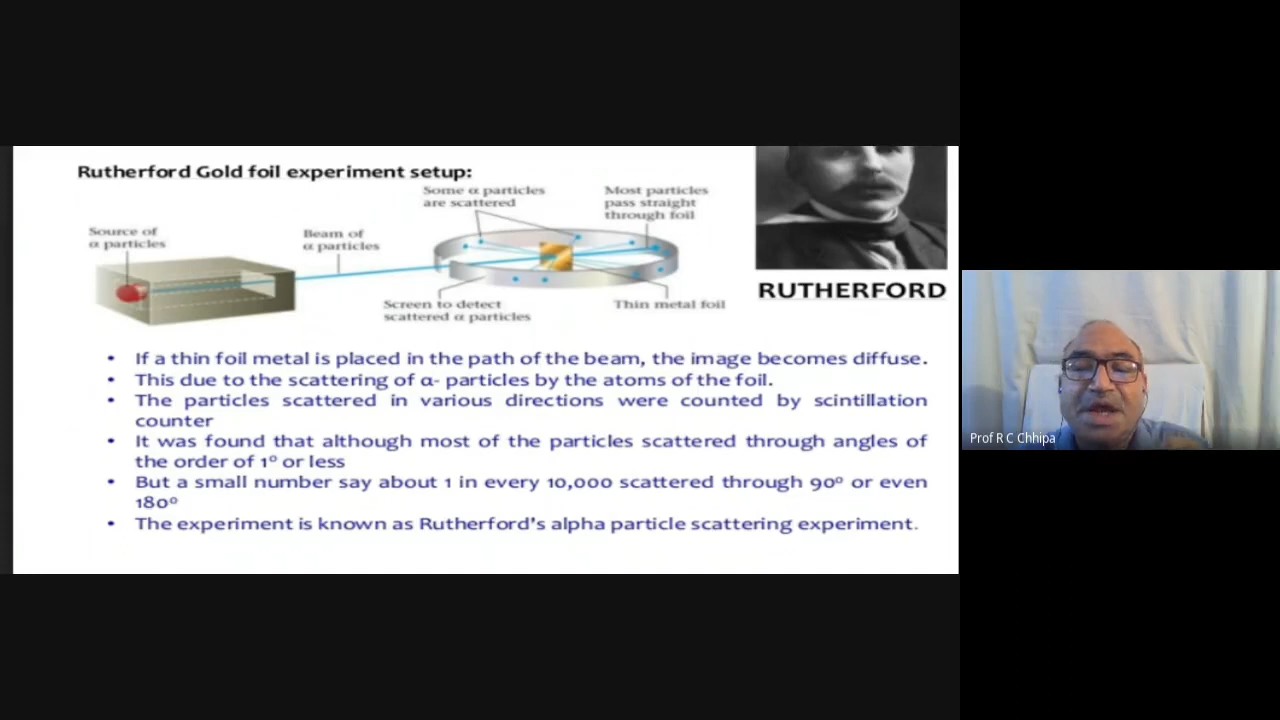 Rutherford Gold foil experiment setup:
Some α particles
are scattered
Most particles
pass straight
through foil
Source of
α particles
Beam of
α particles
Screen to detect
scattered α particles
Thin metal foil
RUTHERFORD
• If a thin foil metal is placed in the path of the beam, the image becomes diffuse.
• This due to the scattering of α- particles by the atoms of the foil.
• The particles scattered in various directions were counted by scintillation
counter
• It was found that although most of the particles scattered through angles of
the order of 1⁰ or less
• But a small number say about 1 in every 10,000 scattered through 90⁰ or even
180⁰
• The experiment is known as Rutherford's alpha particle scattering experiment.
Prof R C Chhipa